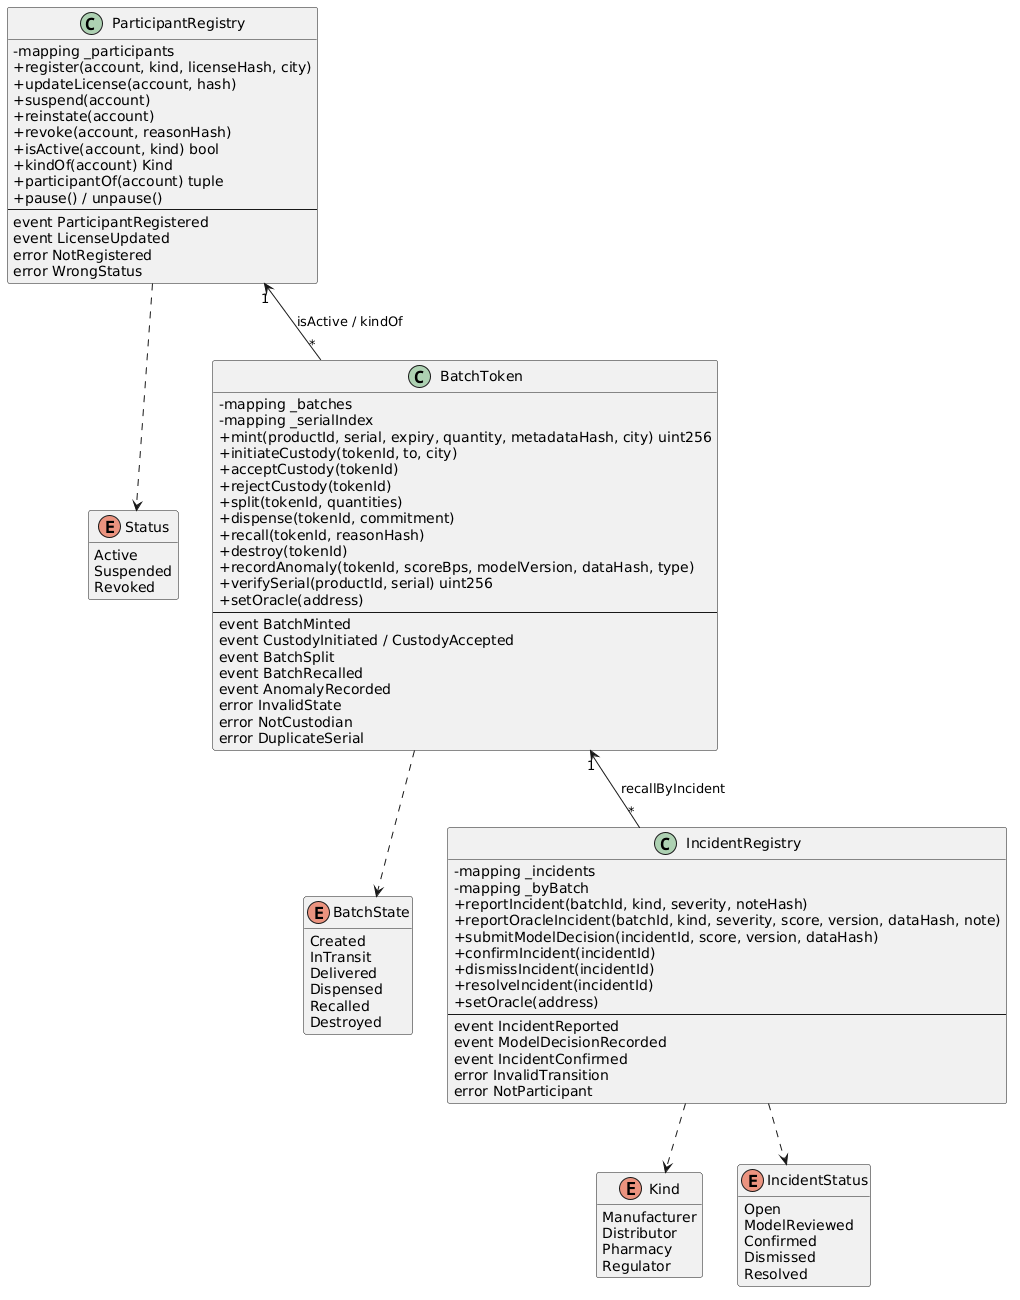 C ParticipantRegistry
-mapping _participants
+register(account, kind, licenseHash, city)
+updateLicense(account, hash)
+suspend(account)
+reinstate(account)
+revoke(account, reasonHash)
+isActive(account, kind) bool
+kindOf(account) Kind
+participantOf(account) tuple
+pause() / unpause()
event ParticipantRegistered
event LicenseUpdated
error NotRegistered
error WrongStatus
1
isActive / kindOf
*
C BatchToken
-mapping _batches
-mapping _serialIndex
+mint(productId, serial, expiry, quantity, metadataHash, city) uint256
+initiateCustody(tokenId, to, city)
+acceptCustody(tokenId)
+rejectCustody(tokenId)
+split(tokenId, quantities)
+dispense(tokenId, commitment)
+recall(tokenId, reasonHash)
+destroy(tokenId)
+recordAnomaly(tokenId, scoreBps, modelVersion, dataHash, type)
+verifySerial(productId, serial) uint256
+setOracle(address)
event BatchMinted
event CustodyInitiated / CustodyAccepted
event BatchSplit
event BatchRecalled
event AnomalyRecorded
error InvalidState
error NotCustodian
error DuplicateSerial
E Status
Active
Suspended
Revoked
1
recallByIncident
*
C IncidentRegistry
-mapping _incidents
-mapping _byBatch
+reportIncident(batchId, kind, severity, noteHash)
+reportOracleIncident(batchId, kind, severity, score, version, dataHash, note)
+submitModelDecision(incidentId, score, version, dataHash)
+confirmIncident(incidentId)
+dismissIncident(incidentId)
+resolveIncident(incidentId)
+setOracle(address)
event IncidentReported
event ModelDecisionRecorded
event IncidentConfirmed
error InvalidTransition
error NotParticipant
E BatchState
Created
InTransit
Delivered
Dispensed
Recalled
Destroyed
E Kind
Manufacturer
Distributor
Pharmacy
Regulator
E IncidentStatus
Open
ModelReviewed
Confirmed
Dismissed
Resolved